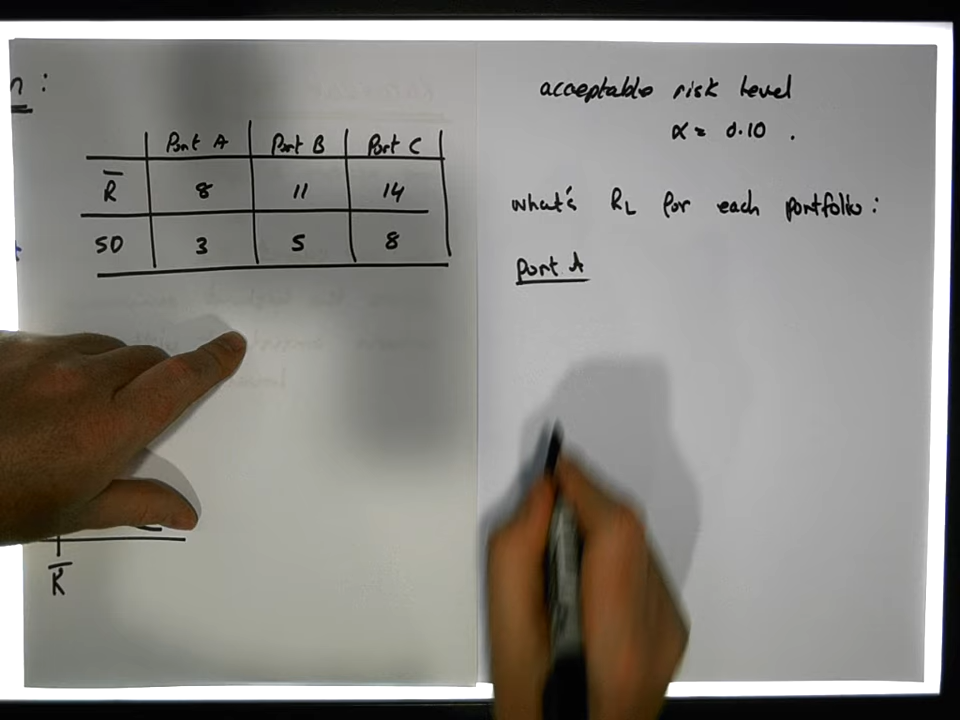 n:
Port A Port B Port C
R̅ 8 11 14
SD 3 5 8
R̅
acceptable risk level
α = 0.10 .
what's RL for each portfolio:
Port A